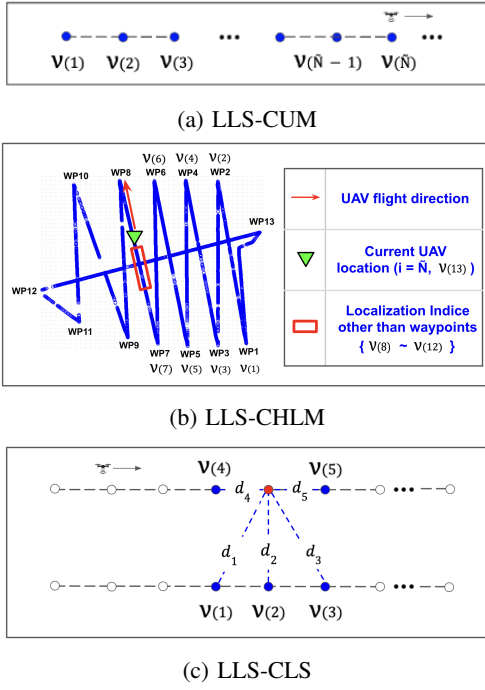 ν(1) ν(2) ν(3) ••• ν(Ñ − 1) ν(Ñ) •••
(a) LLS-CUM
ν(6) ν(4) ν(2)
WP10 WP8 WP6 WP4 WP2
WP13
WP12
WP11
WP9 WP7 WP5 WP3 WP1
ν(7) ν(5) ν(3) ν(1)
UAV flight direction
Current UAV
location (i = Ñ, ν(13) )
Localization Indice
other than waypoints
{ ν(8) ~ ν(12) }
(b) LLS-CHLM
ν(4) ν(5)
d4 d5 •••
d1 d2 d3
•••
ν(1) ν(2) ν(3)
(c) LLS-CLS